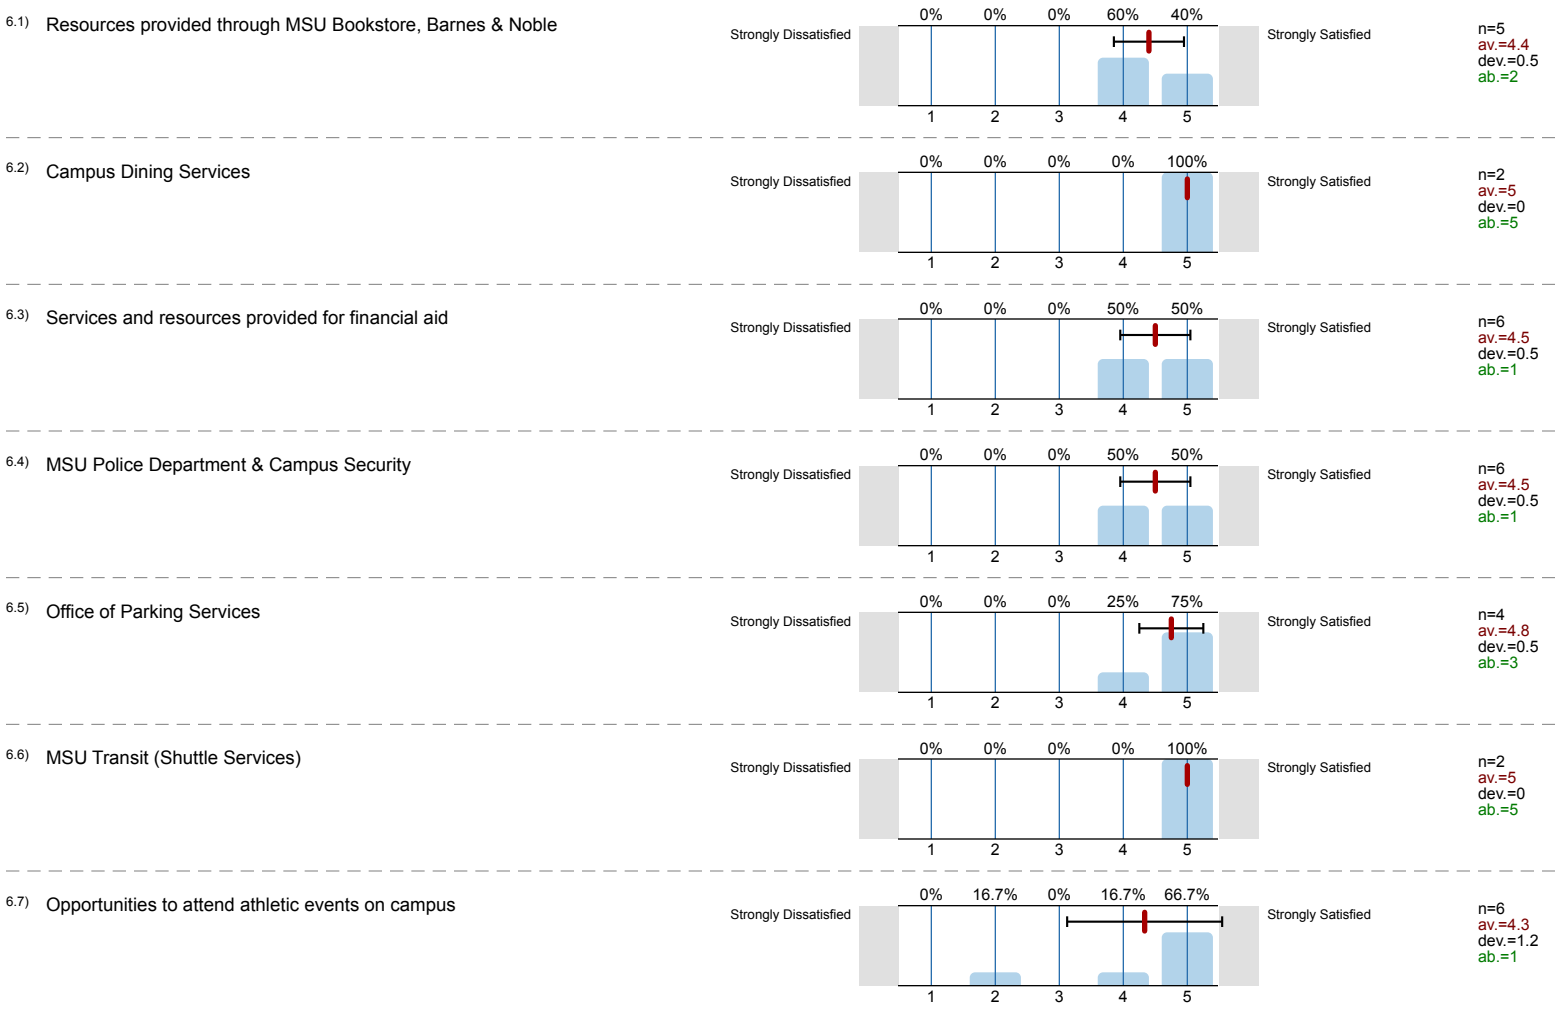 6.1) Resources provided through MSU Bookstore, Barnes & Noble
0% 0% 0% 60% 40%
Strongly Dissatisfied Strongly Satisfied
n=5
av.=4.4
dev.=0.5
ab.=2
1 2 3 4 5
6.2) Campus Dining Services
0% 0% 0% 0% 100%
Strongly Dissatisfied Strongly Satisfied
n=2
av.=5
dev.=0
ab.=5
1 2 3 4 5
6.3) Services and resources provided for financial aid
0% 0% 0% 50% 50%
Strongly Dissatisfied Strongly Satisfied
n=6
av.=4.5
dev.=0.5
ab.=1
1 2 3 4 5
6.4) MSU Police Department & Campus Security
0% 0% 0% 50% 50%
Strongly Dissatisfied Strongly Satisfied
n=6
av.=4.5
dev.=0.5
ab.=1
1 2 3 4 5
6.5) Office of Parking Services
0% 0% 0% 25% 75%
Strongly Dissatisfied Strongly Satisfied
n=4
av.=4.8
dev.=0.5
ab.=3
1 2 3 4 5
6.6) MSU Transit (Shuttle Services)
0% 0% 0% 0% 100%
Strongly Dissatisfied Strongly Satisfied
n=2
av.=5
dev.=0
ab.=5
1 2 3 4 5
6.7) Opportunities to attend athletic events on campus
0% 16.7% 0% 16.7% 66.7%
Strongly Dissatisfied Strongly Satisfied
n=6
av.=4.3
dev.=1.2
ab.=1
1 2 3 4 5